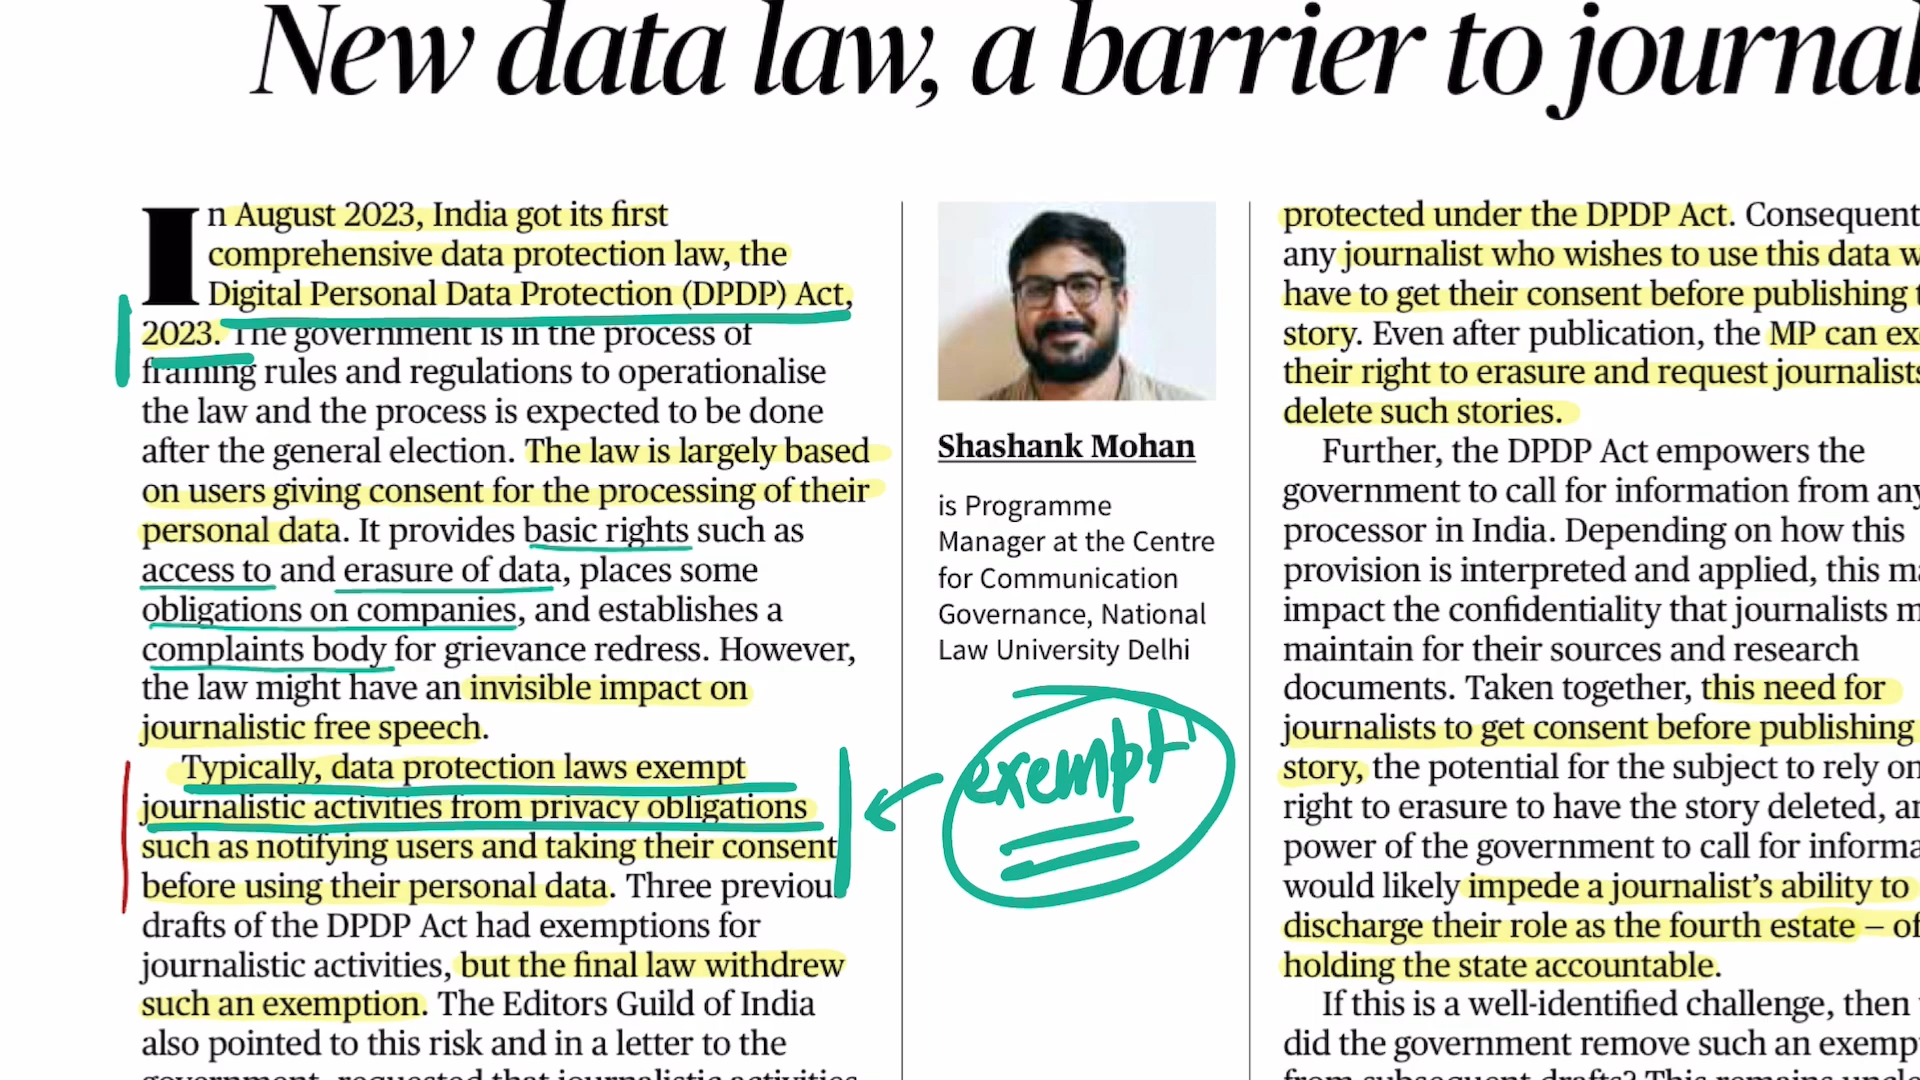 New data law, a barrier to journal
In August 2023, India got its first
comprehensive data protection law, the
Digital Personal Data Protection (DPDP) Act,
2023. The government is in the process of
framing rules and regulations to operationalise
the law and the process is expected to be done
after the general election. The law is largely based
on users giving consent for the processing of their
personal data. It provides basic rights such as
access to and erasure of data, places some
obligations on companies, and establishes a
complaints body for grievance redress. However,
the law might have an invisible impact on
journalistic free speech.
Typically, data protection laws exempt
journalistic activities from privacy obligations
such as notifying users and taking their consent
before using their personal data. Three previous
drafts of the DPDP Act had exemptions for
journalistic activities, but the final law withdrew
such an exemption. The Editors Guild of India
also pointed to this risk and in a letter to the
government, requested that journalistic activities
Shashank Mohan
is Programme
Manager at the Centre
for Communication
Governance, National
Law University Delhi
exempt
protected under the DPDP Act. Consequent
any journalist who wishes to use this data w
have to get their consent before publishing t
story. Even after publication, the MP can ex
their right to erasure and request journalists
delete such stories.
Further, the DPDP Act empowers the
government to call for information from any
processor in India. Depending on how this
provision is interpreted and applied, this ma
impact the confidentiality that journalists m
maintain for their sources and research
documents. Taken together, this need for
journalists to get consent before publishing
story, the potential for the subject to rely on
right to erasure to have the story deleted, an
power of the government to call for informa
would likely impede a journalist's ability to
discharge their role as the fourth estate — of
holding the state accountable.
If this is a well-identified challenge, then
did the government remove such an exemp
from subsequent drafts? This remains uncle